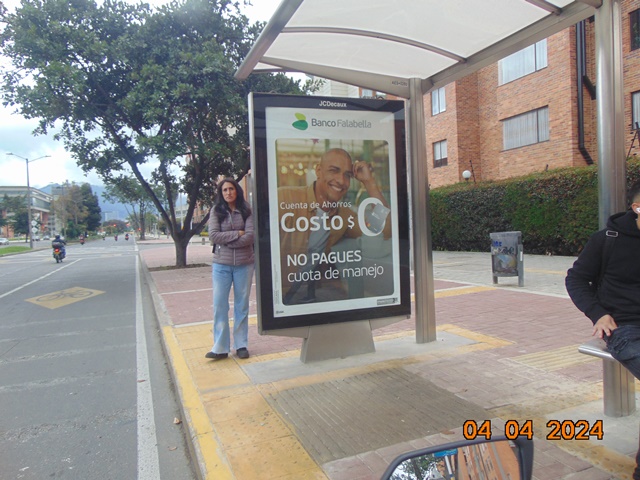 JCDecaux
Banco Falabella
Cuenta de Ahorros
Costo $0
NO PAGUES
cuota de manejo
04 04 2024